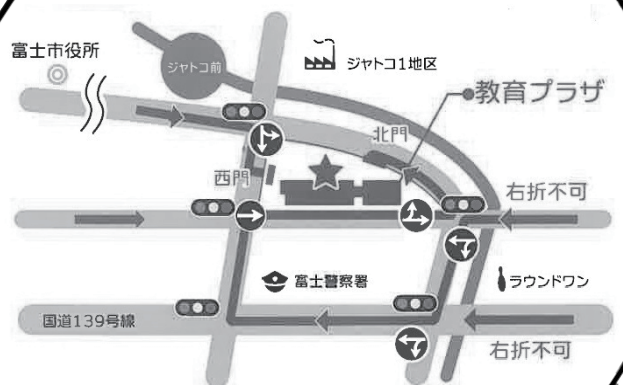 富士市役所
ジヤトコ前
ジヤトコ1地区
教育プラザ
北門
西門
右折不可
富士警察署
ラウンドワン
国道139号線
右折不可